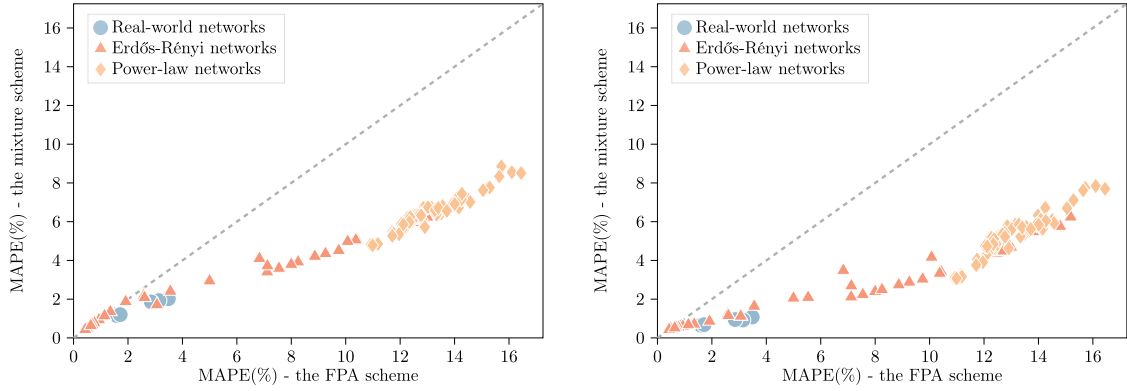 16
14
12
10
8
6
4
2
0
MAPE(%) - the mixture scheme
Real-world networks
Erdős-Rényi networks
Power-law networks
0 2 4 6 8 10 12 14 16
MAPE(%) - the FPA scheme
16
14
12
10
8
6
4
2
0
MAPE(%) - the mixture scheme
Real-world networks
Erdős-Rényi networks
Power-law networks
0 2 4 6 8 10 12 14 16
MAPE(%) - the FPA scheme